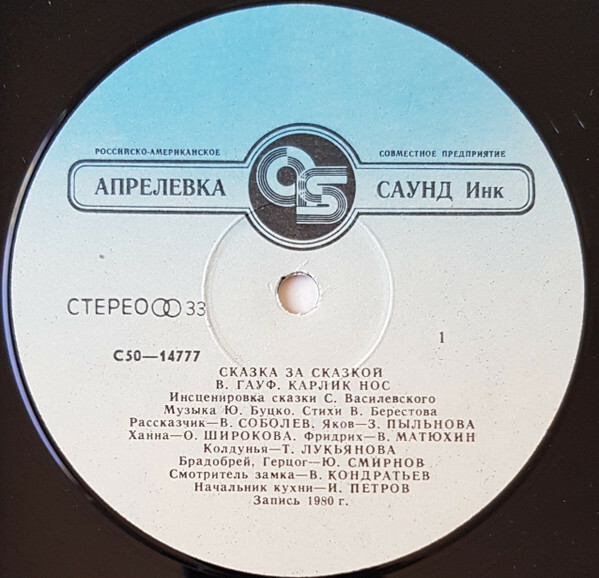 РОССИЙСКО-АМЕРИКАНСКОЕ СОВМЕСТНОЕ ПРЕДПРИЯТИЕ
АПРЕЛЕВКА AS САУНД Инк
СТЕРЕО 33
1
С50—14777
СКАЗКА ЗА СКАЗКОЙ
В. ГАУФ. КАРЛИК НОС
Инсценировка сказки С. Василевского
Музыка Ю. Буцко. Стихи В. Берестова
Рассказчик—В. СОБОЛЕВ, Яков—З. ПЫЛЬНОВА
Ханна—О. ШИРОКОВА, Фридрих—В. МАТЮХИН
Колдунья—Т. ЛУКЬЯНОВА
Брадобрей, Герцог—Ю. СМИРНОВ
Смотритель замка—В. КОНДРАТЬЕВ
Начальник кухни—И. ПЕТРОВ
Запись 1980 г.